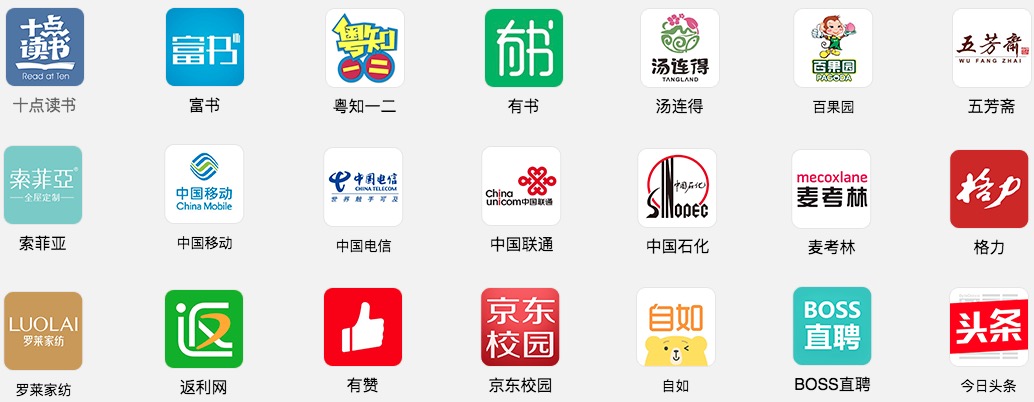 十点
读书
Read at Ten
富书
粤知
一二
有书
汤连得
TANGLAND
百果园
PAGODA
五芳斋
WU FANG ZHAI
十点读书
富书
粤知一二
有书
汤连得
百果园
五芳斋
索菲亞®
全屋定制
中国移动
China Mobile
中国电信
CHINA TELECOM
世界触手可及
China
unicom中国联通
中国石化
SINOPEC
mecoxlane
麦考林
格力
索菲亚
中国移动
中国电信
中国联通
中国石化
麦考林
格力
LUOLAI
罗莱家纺
返
京东
校园
自如
BOSS
直聘
头条
罗莱家纺
返利网
有赞
京东校园
自如
BOSS直聘
今日头条